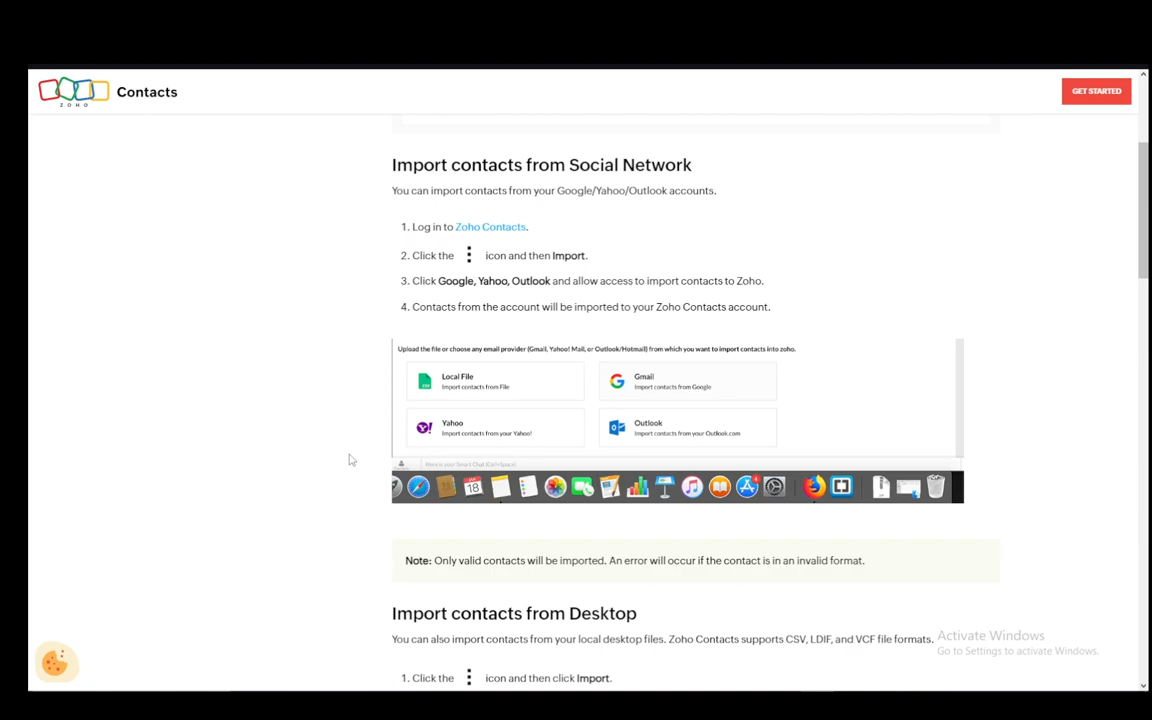 ZOHO
Contacts
GET STARTED
Import contacts from Social Network
You can import contacts from your Google/Yahoo/Outlook accounts.
1. Log in to Zoho Contacts.
2. Click the icon and then Import.
3. Click Google, Yahoo, Outlook and allow access to import contacts to Zoho.
4. Contacts from the account will be imported to your Zoho Contacts account.
Upload the file or choose any email provider (Gmail, Yahoo! Mail, or Outlook/Hotmail) from which you want to import contacts into zoho.
Local File
Import contacts from File
Gmail
Import contacts from Google
Yahoo
Import contacts from your Yahoo!
Outlook
Import contacts from your Outlook.com
Here is your Smart Chat (Ctrl+Space)
18
Note: Only valid contacts will be imported. An error will occur if the contact is in an invalid format.
Import contacts from Desktop
You can also import contacts from your local desktop files. Zoho Contacts supports CSV, LDIF, and VCF file formats.
Activate Windows
Go to Settings to activate Windows.
1. Click the icon and then click Import.